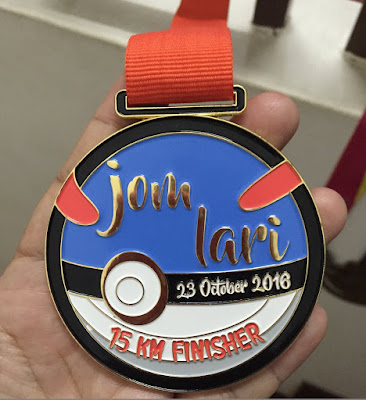 jom
lari
23 October 2016
15 KM FINISHER